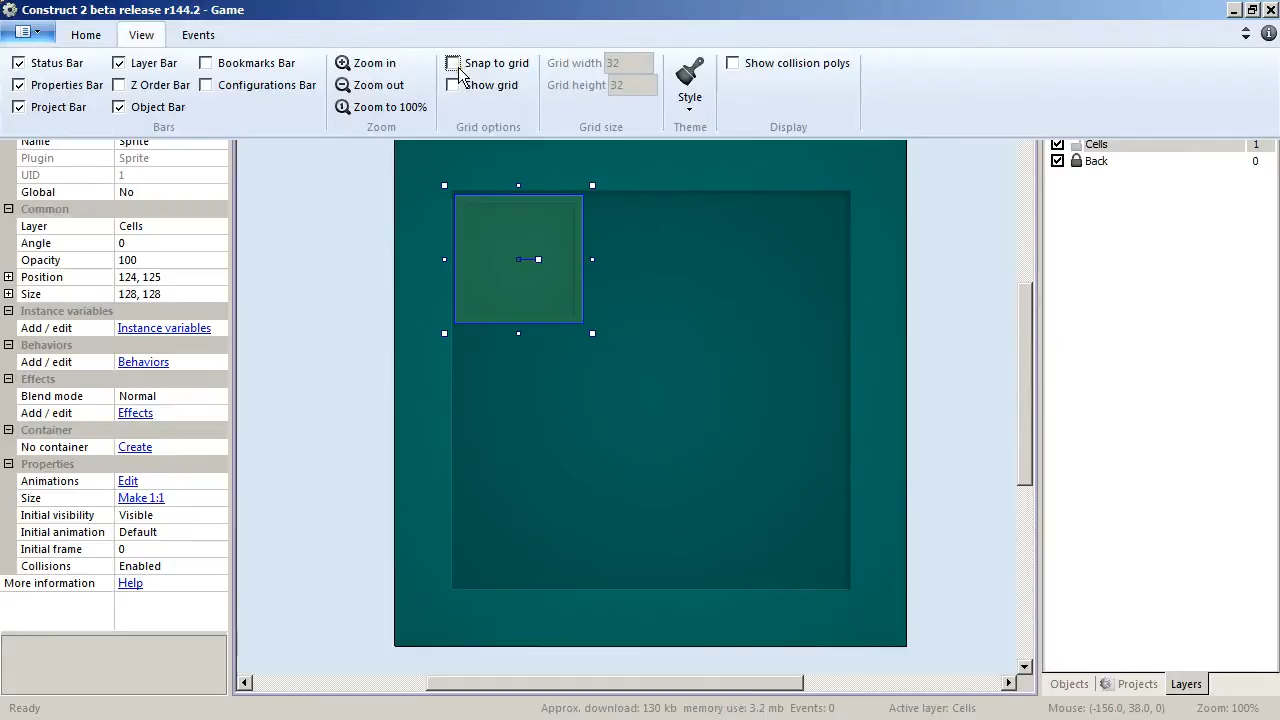 Construct 2 beta release r144.2 - Game
Home View Events
Status Bar Layer Bar Bookmarks Bar Zoom in Snap to grid Grid width 32 Show collision polys
Properties Bar Z Order Bar Configurations Bar Zoom out Show grid Grid height 32 Style
Project Bar Object Bar Zoom to 100%
Bars Zoom Grid options Grid size Theme Display
Name Sprite
Plugin Sprite
UID 1
Global No
Common
Layer Cells
Angle 0
Opacity 100
Position 124, 125
Size 128, 128
Instance variables
Add / edit Instance variables
Behaviors
Add / edit Behaviors
Effects
Blend mode Normal
Add / edit Effects
Container
No container Create
Properties
Animations Edit
Size Make 1:1
Initial visibility Visible
Initial animation Default
Initial frame 0
Collisions Enabled
More information Help
Cells 1
Back 0
Objects Projects Layers
Ready Approx. download: 130 kb memory use: 3.2 mb Events: 0 Active layer: Cells Mouse: (-156.0, 38.0, 0) Zoom: 100%